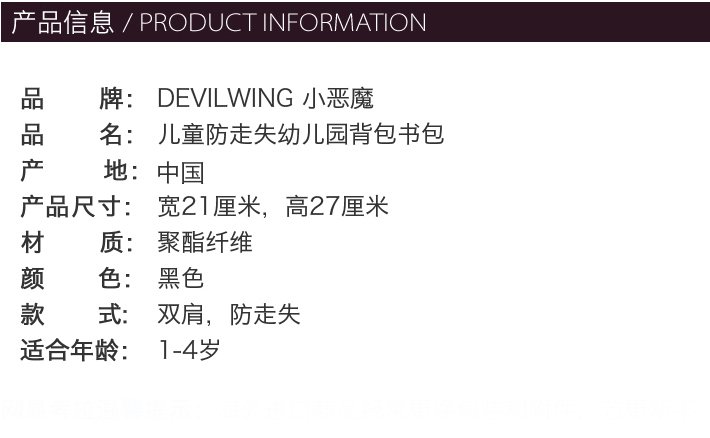 产品信息 / PRODUCT INFORMATION
品 牌： DEVILWING 小恶魔
品 名： 儿童防走失幼儿园背包书包
产 地： 中国
产品尺寸： 宽21厘米，高27厘米
材 质： 聚酯纤维
颜 色： 黑色
款 式： 双肩，防走失
适合年龄： 1-4岁